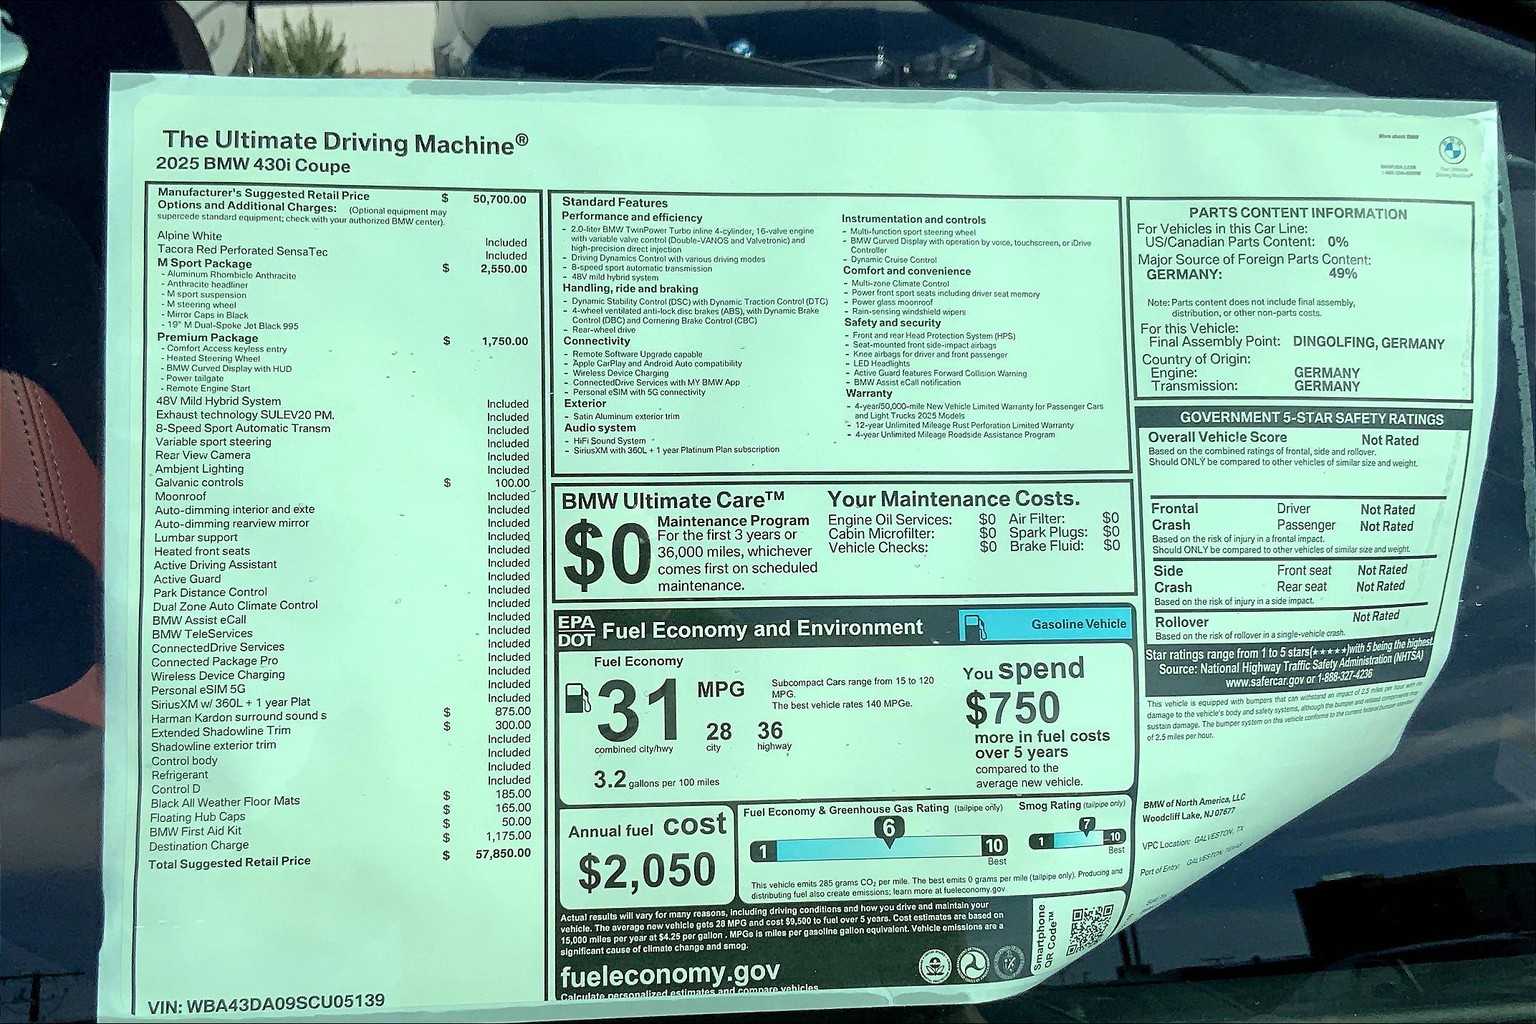 The Ultimate Driving Machine®
2025 BMW 430i Coupe
Manufacturer's Suggested Retail Price $ 50,700.00
Options and Additional Charges: (Optional equipment may
supercede standard equipment; check with your authorized BMW center).
Alpine White Included
Tacora Red Perforated SensaTec Included
M Sport Package $ 2,550.00
- Aluminum Rhombicle Anthracite
- Anthracite headliner
- M sport suspension
- M steering wheel
- Mirror Caps in Black
- 19" M Dual-Spoke Jet Black 995
Premium Package $ 1,750.00
- Comfort Access keyless entry
- Heated Steering Wheel
- BMW Curved Display with HUD
- Power tailgate
- Remote Engine Start
48V Mild Hybrid System Included
Exhaust technology SULEV20 PM. Included
8-Speed Sport Automatic Transm Included
Variable sport steering Included
Rear View Camera Included
Ambient Lighting Included
Galvanic controls $ 100.00
Moonroof Included
Auto-dimming interior and exte Included
Auto-dimming rearview mirror Included
Lumbar support Included
Heated front seats Included
Active Driving Assistant Included
Active Guard Included
Park Distance Control Included
Dual Zone Auto Climate Control Included
BMW Assist eCall Included
BMW TeleServices Included
ConnectedDrive Services Included
Connected Package Pro Included
Wireless Device Charging Included
Personal eSIM 5G Included
SiriusXM w/ 360L + 1 year Plat Included
Harman Kardon surround sound s $ 875.00
Extended Shadowline Trim $ 300.00
Shadowline exterior trim Included
Control body Included
Refrigerant Included
Control D Included
Black All Weather Floor Mats $ 185.00
Floating Hub Caps $ 165.00
BMW First Aid Kit $ 50.00
Destination Charge $ 1,175.00
Total Suggested Retail Price $ 57,850.00
VIN: WBA43DA09SCU05139
Standard Features
Performance and efficiency
- 2.0-liter BMW TwinPower Turbo inline 4-cylinder, 16-valve engine
with variable valve control (Double-VANOS and Valvetronic) and
high-precision direct injection
- Driving Dynamics Control with various driving modes
- 8-speed sport automatic transmission
- 48V mild hybrid system
Handling, ride and braking
- Dynamic Stability Control (DSC) with Dynamic Traction Control (DTC)
- 4-wheel ventilated anti-lock disc brakes (ABS), with Dynamic Brake
Control (DBC) and Cornering Brake Control (CBC)
- Rear-wheel drive
Connectivity
- Remote Software Upgrade capable
- Apple CarPlay and Android Auto compatibility
- Wireless Device Charging
- ConnectedDrive Services with MY BMW App
- Personal eSIM with 5G connectivity
Exterior
- Satin Aluminum exterior trim
Audio system
- HiFi Sound System
- SiriusXM with 360L + 1 year Platinum Plan subscription
Instrumentation and controls
- Multi-function sport steering wheel
- BMW Curved Display with operation by voice, touchscreen, or iDrive
Controller
- Dynamic Cruise Control
Comfort and convenience
- Multi-zone Climate Control
- Power front sport seats including driver seat memory
- Power glass moonroof
- Rain-sensing windshield wipers
Safety and security
- Front and rear Head Protection System (HPS)
- Seat-mounted front side-impact airbags
- Knee airbags for driver and front passenger
- LED Headlights
- Active Guard features Forward Collision Warning
- BMW Assist eCall notification
Warranty
- 4-year/50,000-mile New Vehicle Limited Warranty for Passenger Cars
and Light Trucks 2025 Models
- 12-year Unlimited Mileage Rust Perforation Limited Warranty
- 4-year Unlimited Mileage Roadside Assistance Program
BMW Ultimate Care™
$0
Maintenance Program
For the first 3 years or
36,000 miles, whichever
comes first on scheduled
maintenance.
Your Maintenance Costs.
Engine Oil Services: $0 Air Filter: $0
Cabin Microfilter: $0 Spark Plugs: $0
Vehicle Checks: $0 Brake Fluid: $0
EPA
DOT Fuel Economy and Environment
Gasoline Vehicle
Fuel Economy
31 MPG
combined city/hwy
28
city
36
highway
3.2 gallons per 100 miles
Subcompact Cars range from 15 to 120
MPG.
The best vehicle rates 140 MPGe.
You spend
$750
more in fuel costs
over 5 years
compared to the
average new vehicle.
Annual fuel cost
$2,050
Fuel Economy & Greenhouse Gas Rating (tailpipe only)
6
1 10
Best
Smog Rating (tailpipe only)
7
1 10
Best
This vehicle emits 285 grams CO2 per mile. The best emits 0 grams per mile (tailpipe only). Producing and
distributing fuel also create emissions; learn more at fueleconomy.gov
Actual results will vary for many reasons, including driving conditions and how you drive and maintain your
vehicle. The average new vehicle gets 28 MPG and cost $9,500 to fuel over 5 years. Cost estimates are based on
15,000 miles per year at $4.25 per gallon . MPGe is miles per gasoline gallon equivalent. Vehicle emissions are a
significant cause of climate change and smog.
fueleconomy.gov
Calculate personalized estimates and compare vehicles
Smartphone
QR Code™
PARTS CONTENT INFORMATION
For Vehicles in this Car Line:
US/Canadian Parts Content: 0%
Major Source of Foreign Parts Content:
GERMANY: 49%
Note: Parts content does not include final assembly,
distribution, or other non-parts costs.
For this Vehicle:
Final Assembly Point: DINGOLFING, GERMANY
Country of Origin:
Engine: GERMANY
Transmission: GERMANY
GOVERNMENT 5-STAR SAFETY RATINGS
Overall Vehicle Score Not Rated
Based on the combined ratings of frontal, side and rollover.
Should ONLY be compared to other vehicles of similar size and weight.
Frontal Driver Not Rated
Crash Passenger Not Rated
Based on the risk of injury in a frontal impact.
Should ONLY be compared to other vehicles of similar size and weight.
Side Front seat Not Rated
Crash Rear seat Not Rated
Based on the risk of injury in a side impact.
Rollover Not Rated
Based on the risk of rollover in a single-vehicle crash.
Star ratings range from 1 to 5 stars(★★★★★)with 5 being the highest.
Source: National Highway Traffic Safety Administration (NHTSA)
www.safercar.gov or 1-888-327-4236
This vehicle is equipped with bumpers that can withstand an impact of 2.5 miles per hour with no
damage to the vehicle's body and safety systems, although the bumper and related components may
sustain damage. The bumper system on this vehicle conforms to the current federal bumper standard
of 2.5 miles per hour.
BMW of North America, LLC
Woodcliff Lake, NJ 07677
VPC Location: GALVESTON, TX
Port of Entry: GALVESTON
More about BMW